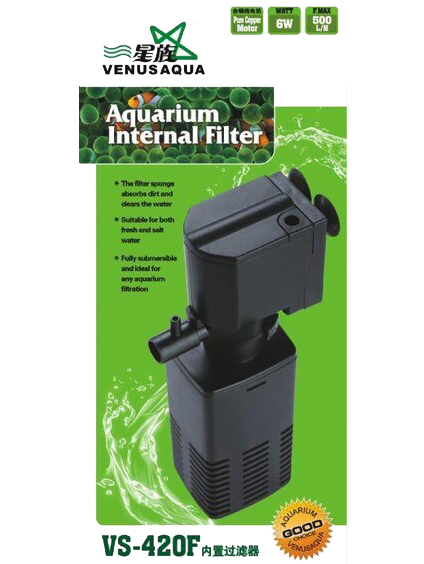 全铜线电机
Pure Copper
Motor
WATT
6W
F.MAX
500
L/H
星族
VENUSAQUA
Aquarium
Internal Filter
★ The filter sponge
absorbs dirt and
clears the water
★ Suitable for both
fresh and salt
water
★ Fully submersible
and ideal for
any aquarium
filtration
AQUARIUM
GOOD
CHOICE
VENUSAQUA
VS-420F内置过滤器